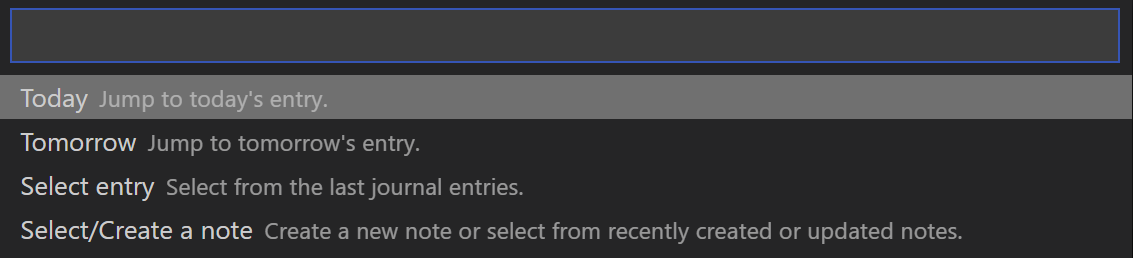 Today Jump to today's entry.
Tomorrow Jump to tomorrow's entry.
Select entry Select from the last journal entries.
Select/Create a note Create a new note or select from recently created or updated notes.